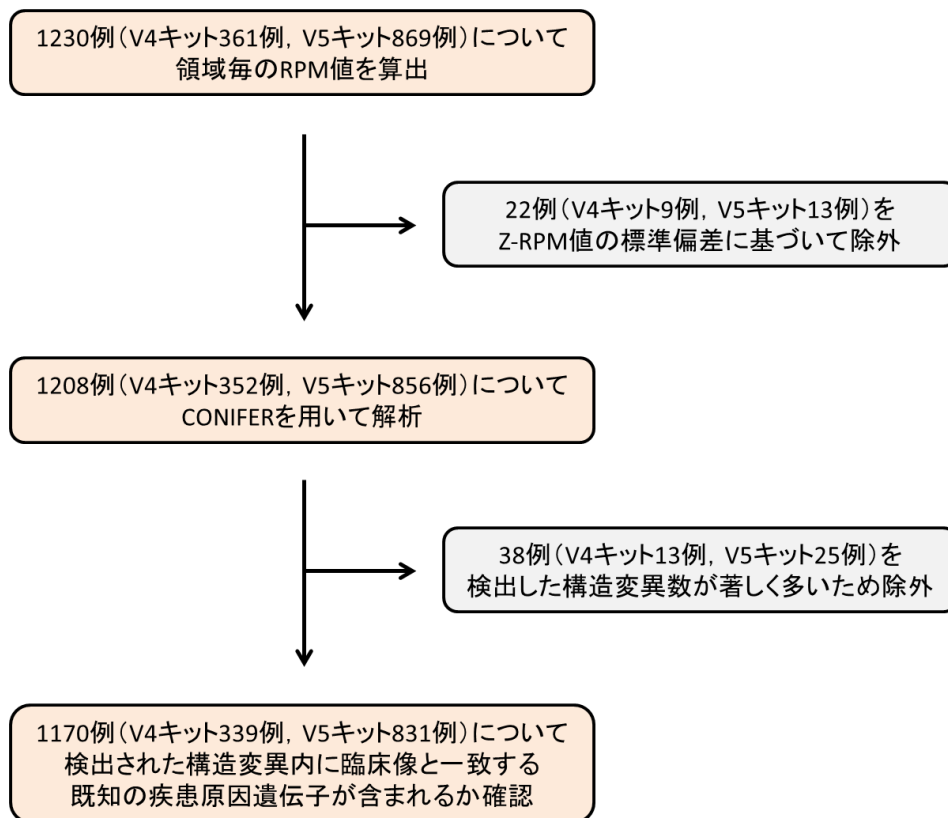 1230例（V4キット361例，V5キット869例）について
領域毎のRPM値を算出
22例（V4キット9例，V5キット13例）を
Z-RPM値の標準偏差に基づいて除外
1208例（V4キット352例，V5キット856例）について
CONIFERを用いて解析
38例（V4キット13例，V5キット25例）を
検出した構造変異数が著しく多いため除外
1170例（V4キット339例，V5キット831例）について
検出された構造変異内に臨床像と一致する
既知の疾患原因遺伝子が含まれるか確認